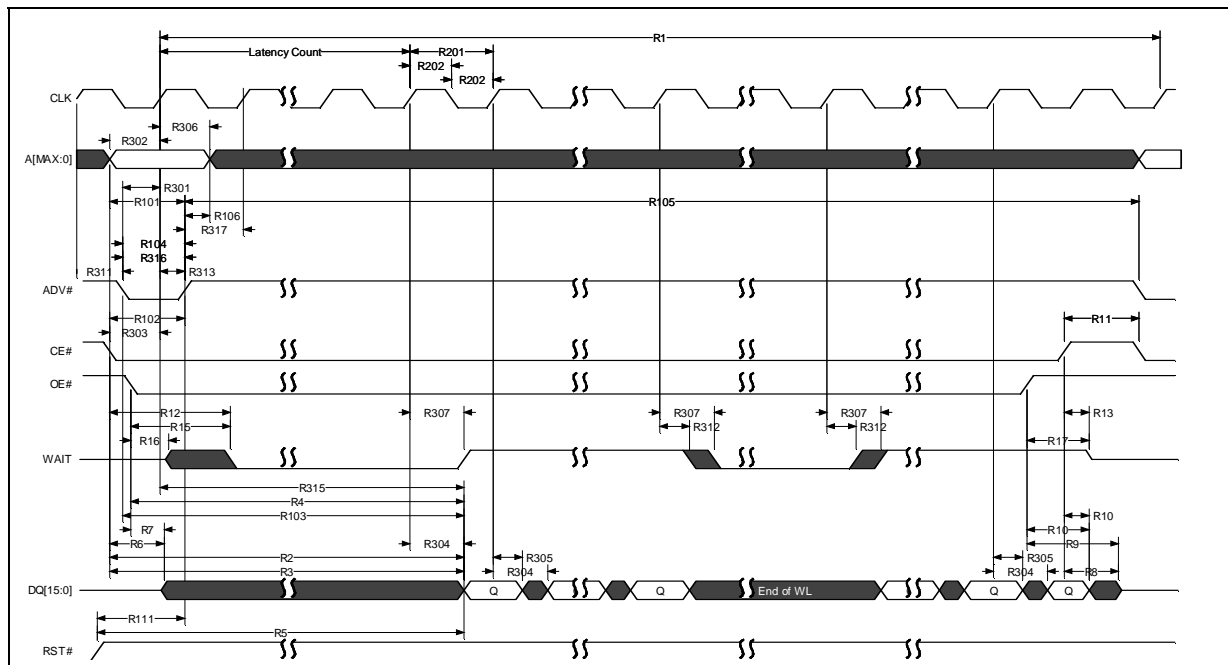 R1
Latency Count R201
R202
R202
CLK
R306
R302
A[MAX:0]
R301
R101 R105
R106
R317
R104
R316
R311 R313
ADV#
R102
R303 R11
CE#
OE#
R12 R307 R307 R307 R13
R15 R312 R312
R16 R17
WAIT
R315
R4
R103
R7 R304 R10
R6 R10
R2 R305 R305 R9
R3 R304 R304 R8
DQ[15:0] Q Q End of WL Q Q
R111
R5
RST#